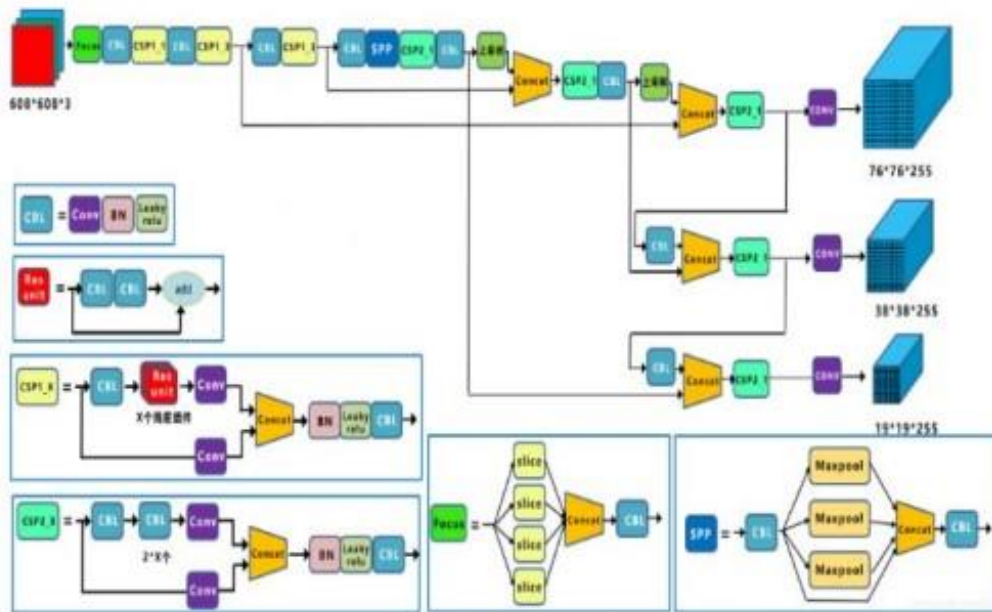 Focus CBL CSP1_1 CBL CSP1_3 CBL CSP1_3 CBL SPP CSP2_1 CBL 上采样
Concat CSP2_1 CBL 上采样
Concat CSP2_1 CONV
608*608*3
76*76*255
CBL = Conv BN Leaky relu
CBL Concat CSP2_1 CONV
38*38*255
Res unit = CBL CBL add
CBL Concat CSP2_1 CONV
19*19*255
CSP1_X = CBL Res unit Conv
X个残差组件
Concat BN Leaky relu CBL
Conv
CSP2_X = CBL CBL Conv
2*X个
Concat BN Leaky relu CBL
Conv
Focus =
slice
slice
slice
slice
Concat CBL
SPP = CBL
Maxpool
Maxpool
Maxpool
Concat CBL